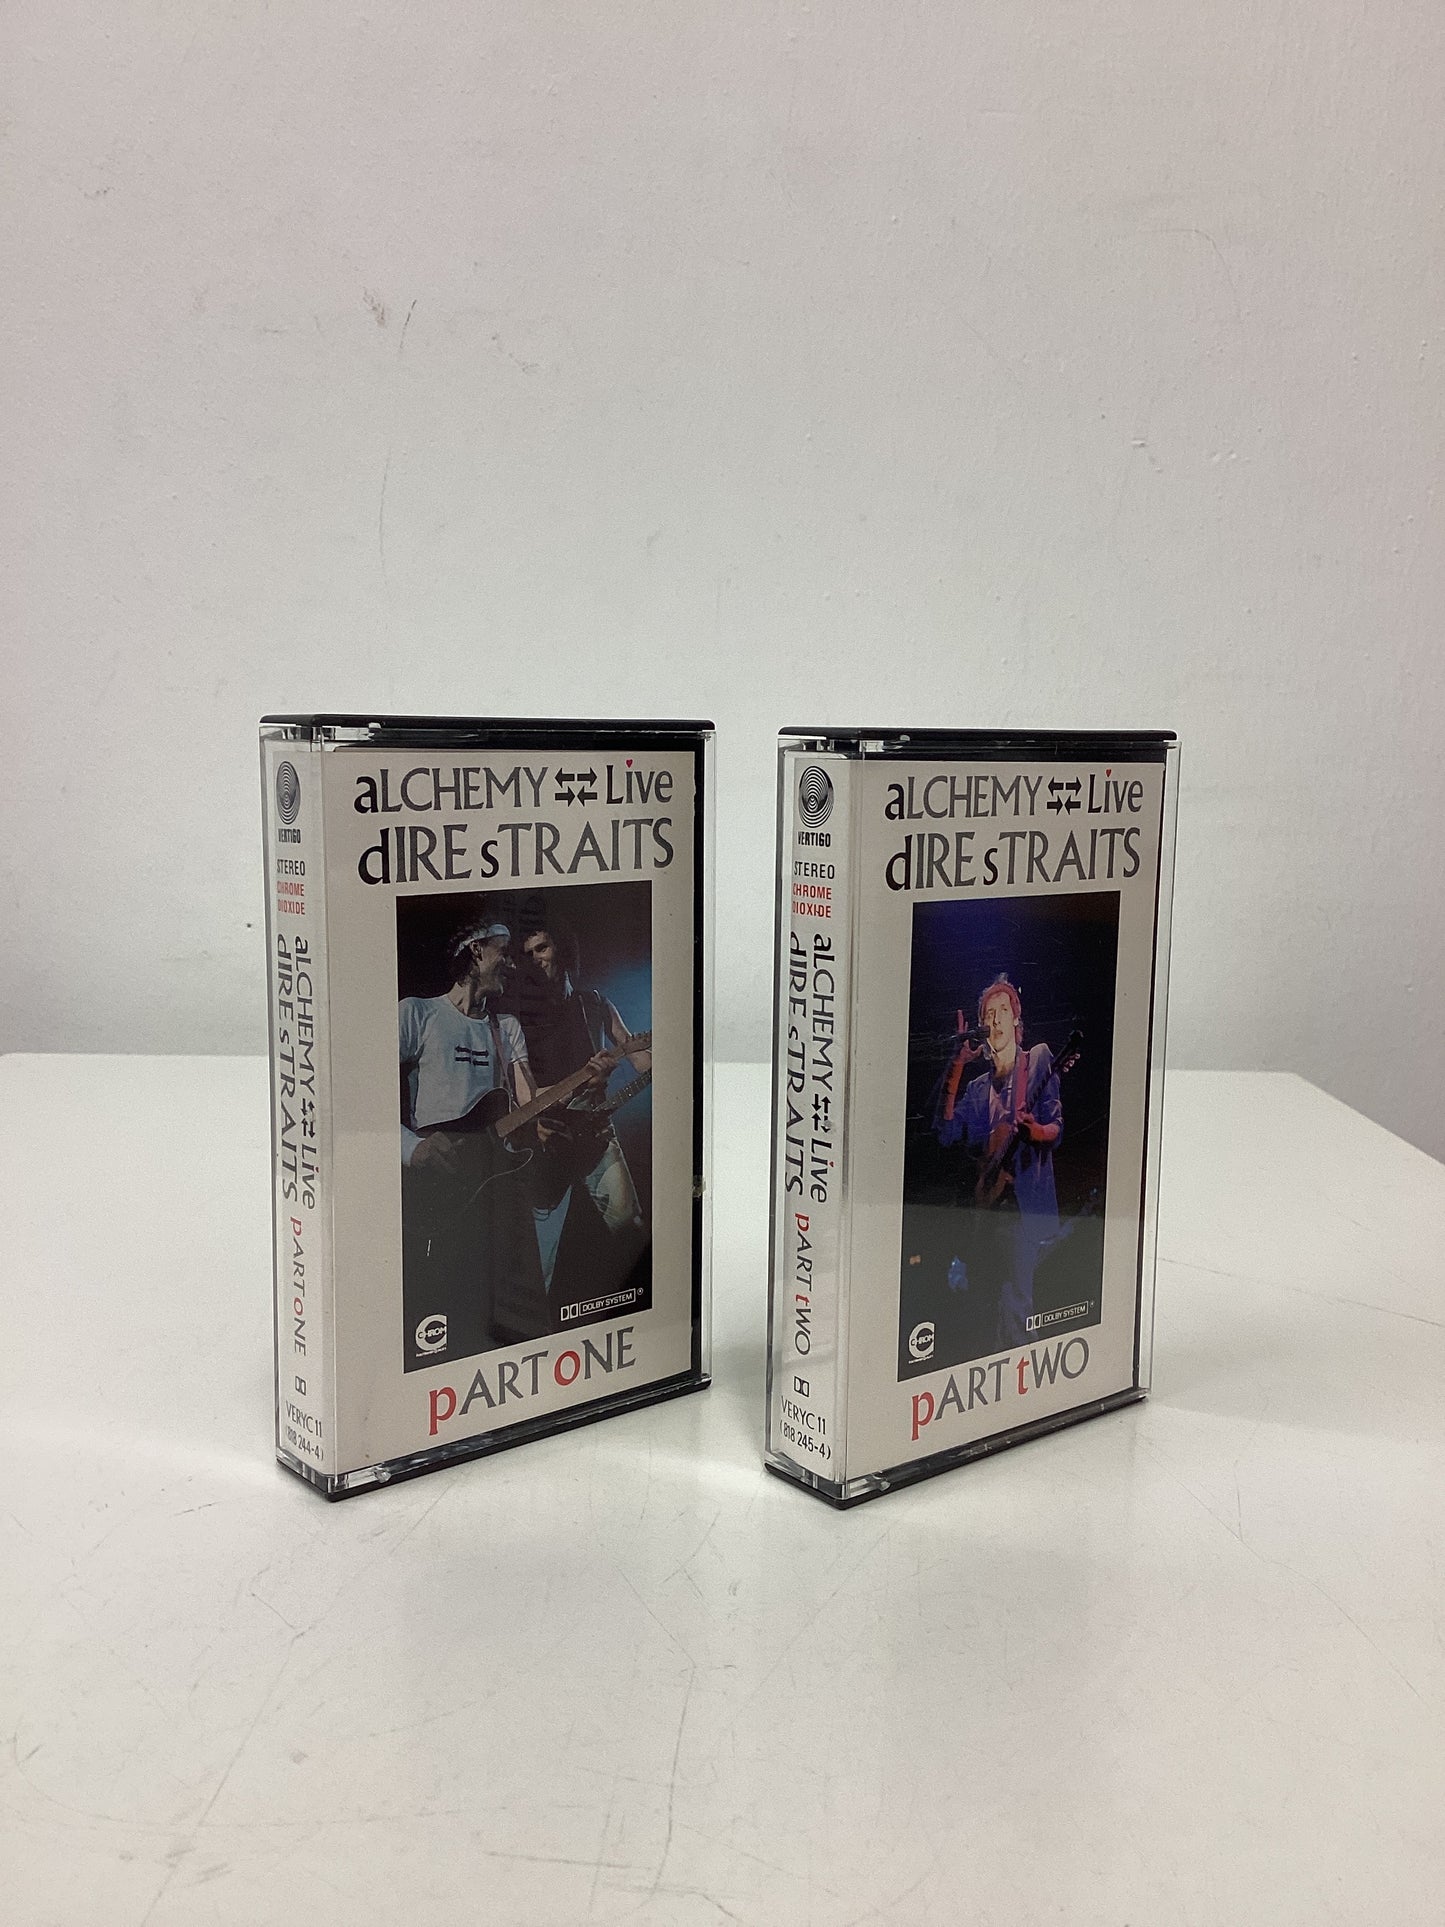 VERTIGO
STEREO
CHROME
DIOXIDE
aLCHEMY Live
dIRE sTRAITS
pART oNE
VERYC 11
(818 244-4)
aLCHEMY Live
dIRE sTRAITS
CHROM
DOLBY SYSTEM ®
pART oNE
VERTIGO
STEREO
CHROME
DIOXIDE
aLCHEMY Live
dIRE sTRAITS
pART tWO
VERYC 11
(818 245-4)
aLCHEMY Live
dIRE sTRAITS
CHROM
DOLBY SYSTEM ®
pART tWO